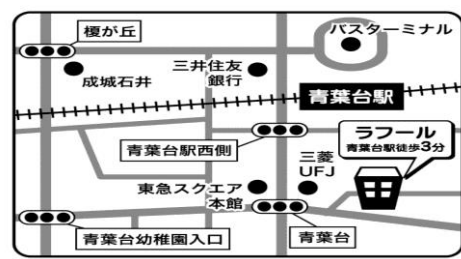 榎が丘
バスターミナル
成城石井
三井住友
銀行
青葉台駅
ラフール
青葉台駅徒歩3分
青葉台駅西側
三菱
UFJ
東急スクエア
本館
青葉台幼稚園入口
青葉台